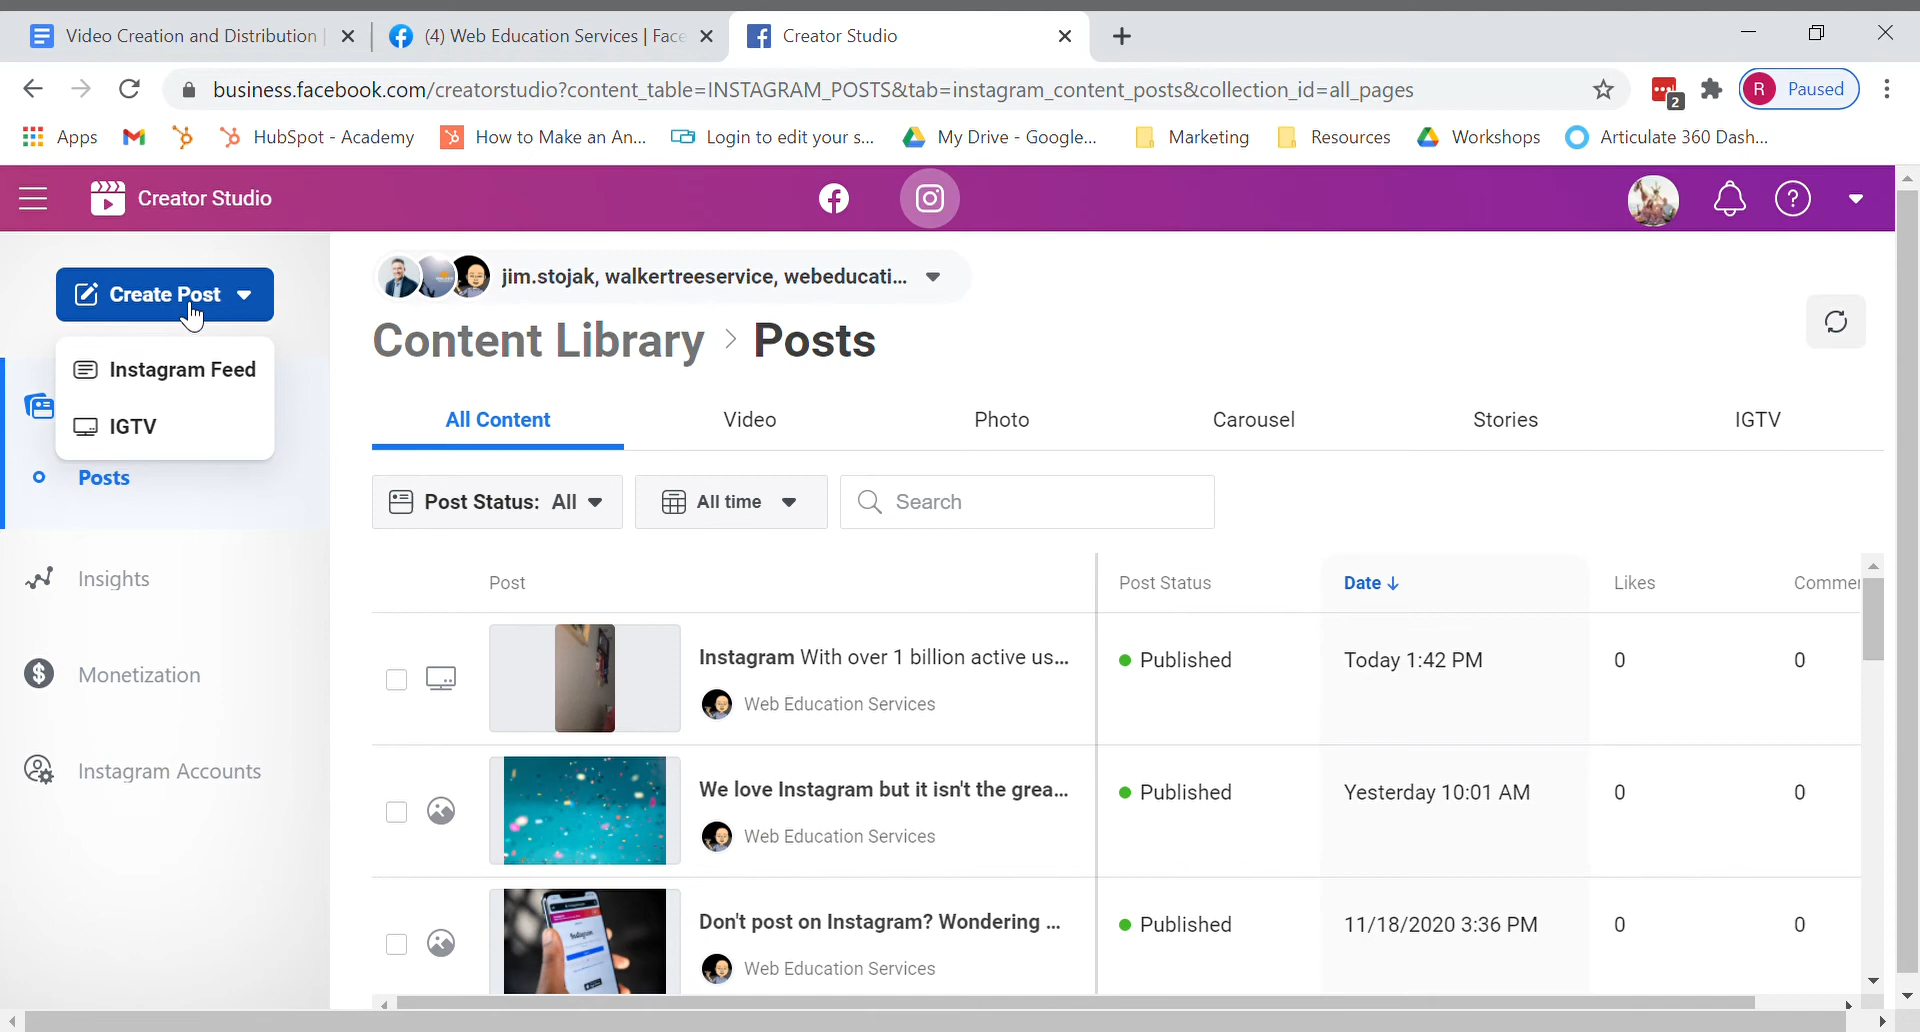 Video Creation and Distribution
(4) Web Education Services | Face
Creator Studio
business.facebook.com/creatorstudio?content_table=INSTAGRAM_POSTS&tab=instagram_content_posts&collection_id=all_pages
2
R Paused
Apps
HubSpot - Academy
How to Make an An...
Login to edit your s...
My Drive - Google...
Marketing
Resources
Workshops
Articulate 360 Dash...
Creator Studio
Create Post
Instagram Feed
IGTV
Posts
Insights
Monetization
Instagram Accounts
jim.stojak, walkertreeservice, webeducati...
Content Library > Posts
All Content Video Photo Carousel Stories IGTV
Post Status: All
All time
Search
Post Post Status Date ↓ Likes Commen
Instagram With over 1 billion active us...
Web Education Services
Published Today 1:42 PM 0 0
We love Instagram but it isn't the grea...
Web Education Services
Published Yesterday 10:01 AM 0 0
Don't post on Instagram? Wondering ...
Web Education Services
Published 11/18/2020 3:36 PM 0 0
Instagram